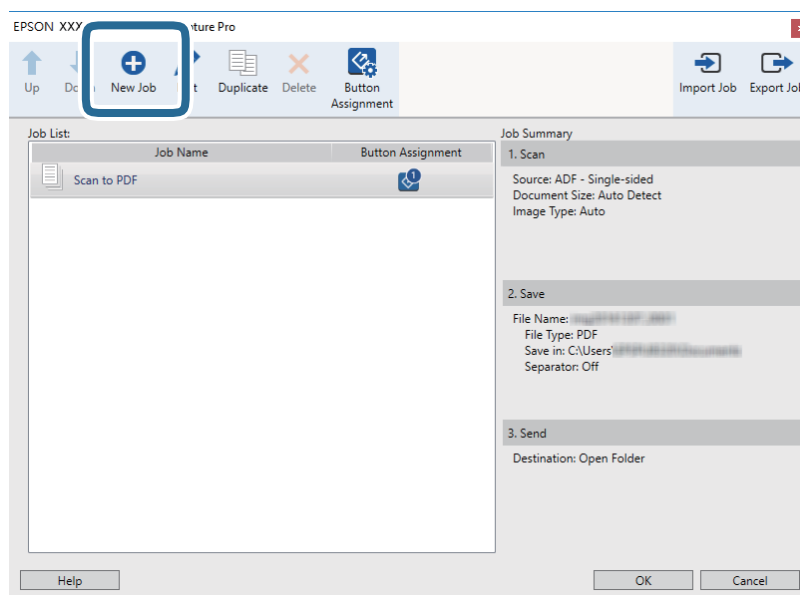 EPSON XXX ture Pro
Up
New Job
Duplicate
Delete
Button
Assignment
Import Job
Export Job
Job List:
Job Name
Button Assignment
Scan to PDF
1
Job Summary
1. Scan
Source: ADF - Single-sided
Document Size: Auto Detect
Image Type: Auto
2. Save
File Name:
File Type: PDF
Save in: C:\Users\
Separator: Off
3. Send
Destination: Open Folder
Help
OK
Cancel